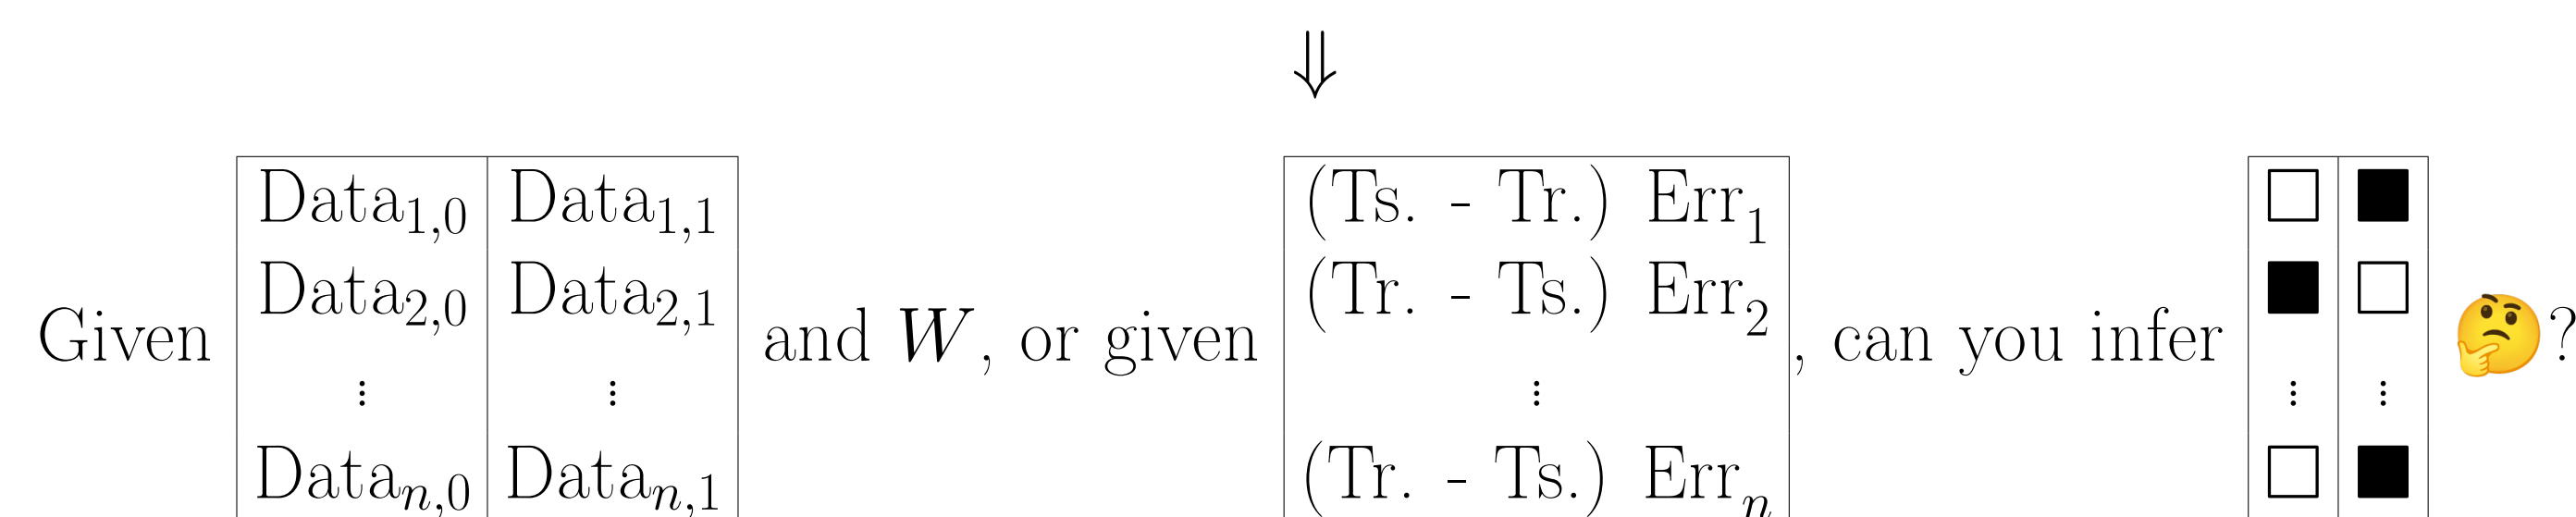 ⇓
Data₁,₀ Data₁,₁ (Ts. - Tr.) Err₁ □ ■
Data₂,₀ Data₂,₁ (Tr. - Ts.) Err₂ ■ □
Given and W, or given , can you infer 🤔?
⋮ ⋮ ⋮ ⋮ ⋮
Dataₙ,₀ Dataₙ,₁ (Tr. - Ts.) Errₙ □ ■